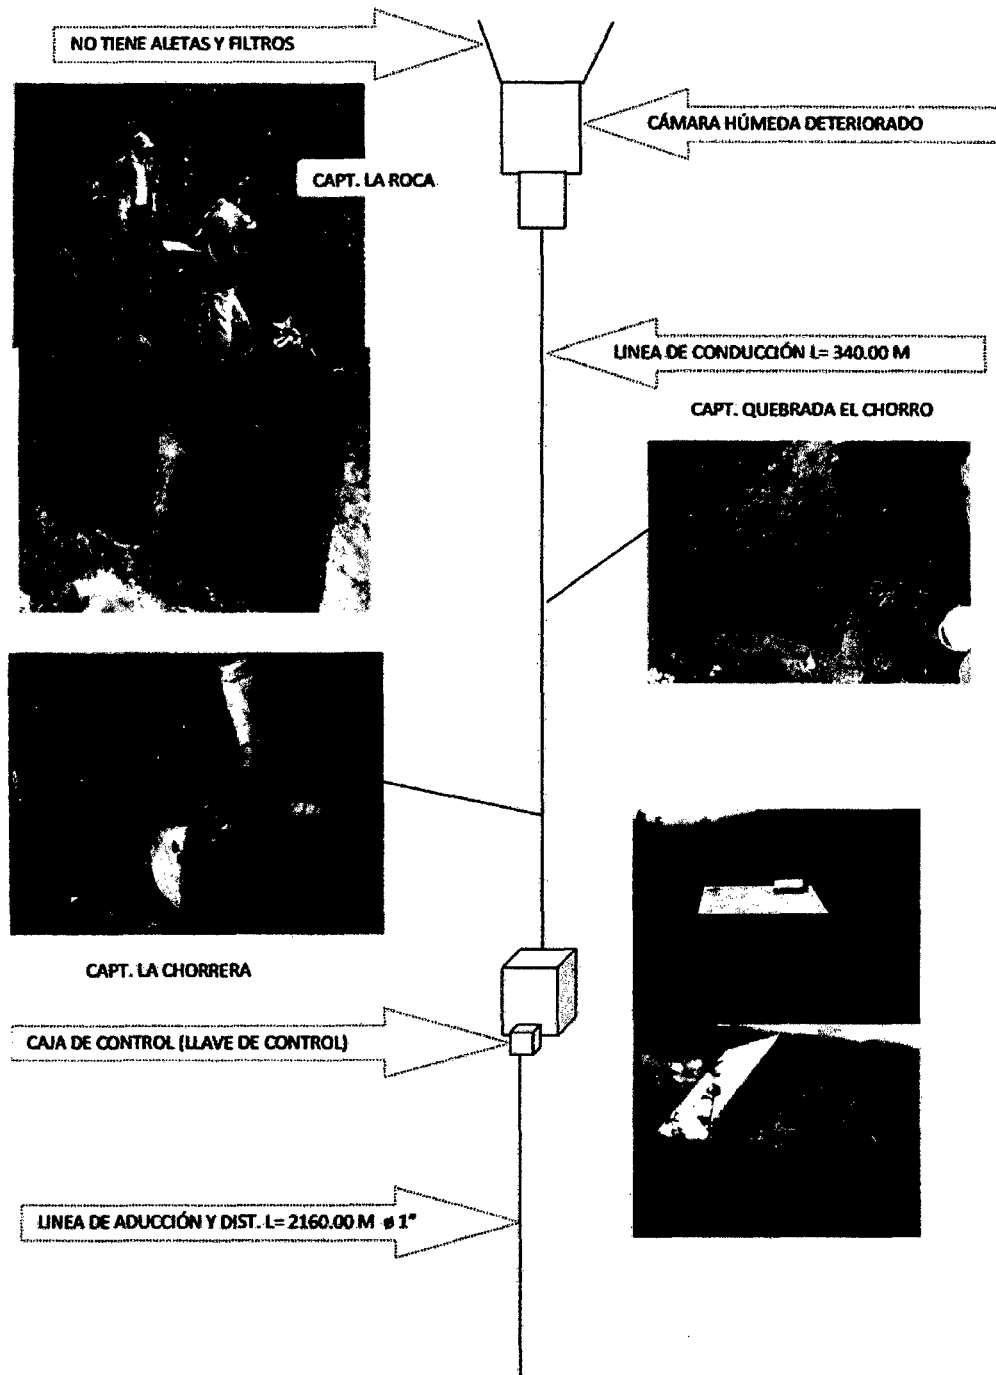 NO TIENE ALETAS Y FILTROS
CÁMARA HÚMEDA DETERIORADO
CAPT. LA ROCA
LINEA DE CONDUCCIÓN L= 340.00 M
CAPT. QUEBRADA EL CHORRO
CAPT. LA CHORRERA
CAJA DE CONTROL (LLAVE DE CONTROL)
LINEA DE ADUCCIÓN Y DIST. L= 2160.00 M ø 1"